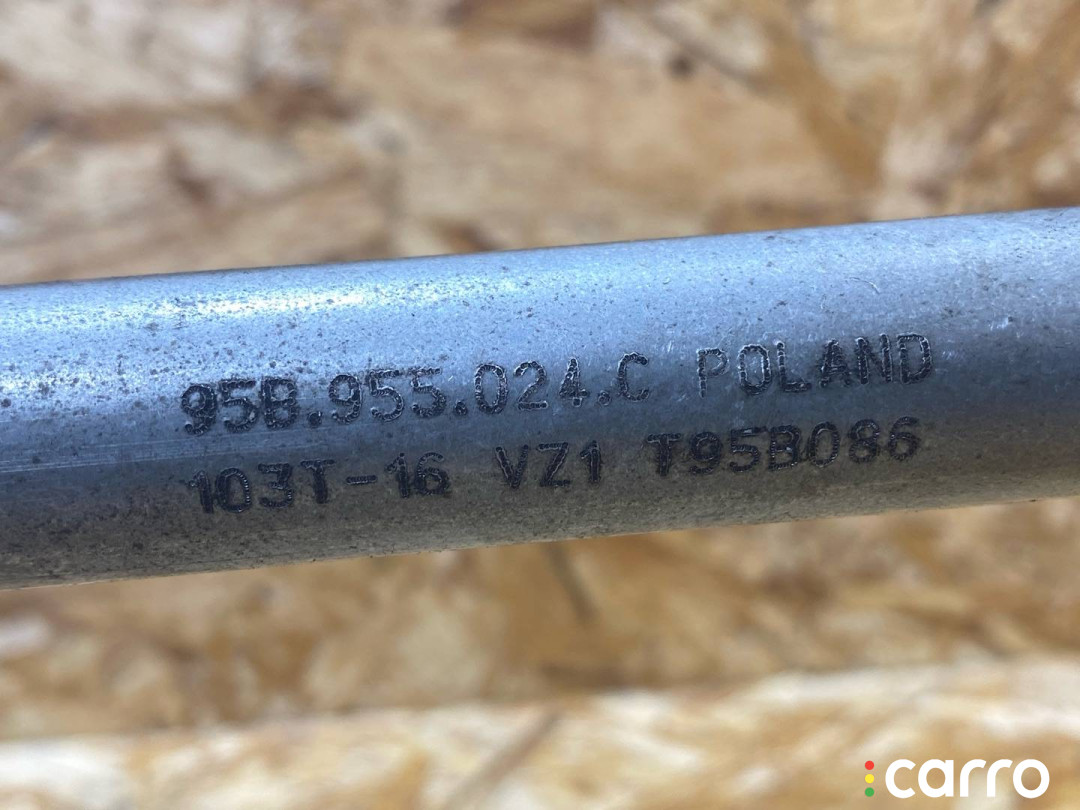 95B.955.024.C POLAND
103T-16 VZ1 T95B086
carro